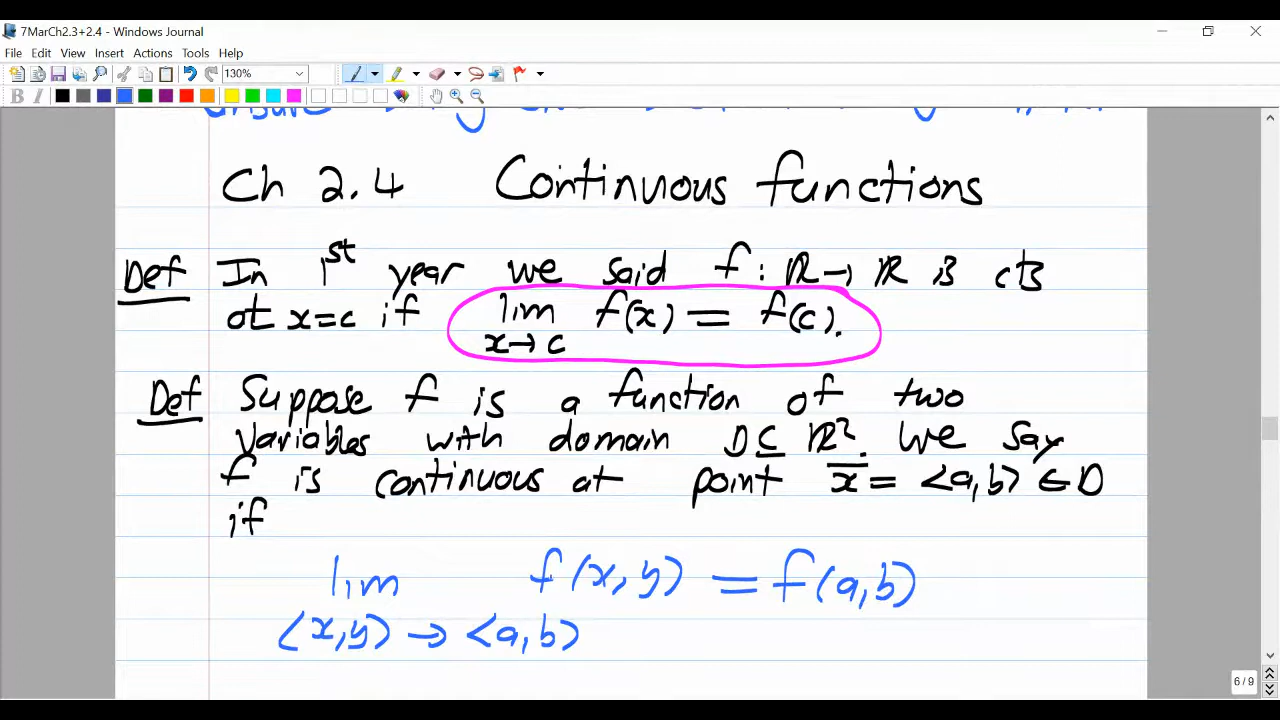 7MarCh2.3+2.4 - Windows Journal
File Edit View Insert Actions Tools Help
130%
B I
Ch 2.4 Continuous functions
Def In 1st year we said f : ℝ → ℝ is cts
at x=c if lim f(x) = f(c).
x→c
Def Suppose f is a function of two
variables with domain D ⊆ ℝ². We say
f is continuous at point x̄ = <a,b> ∈ D
if
lim f(x,y) = f(a,b)
<x,y> → <a,b>
6 / 9